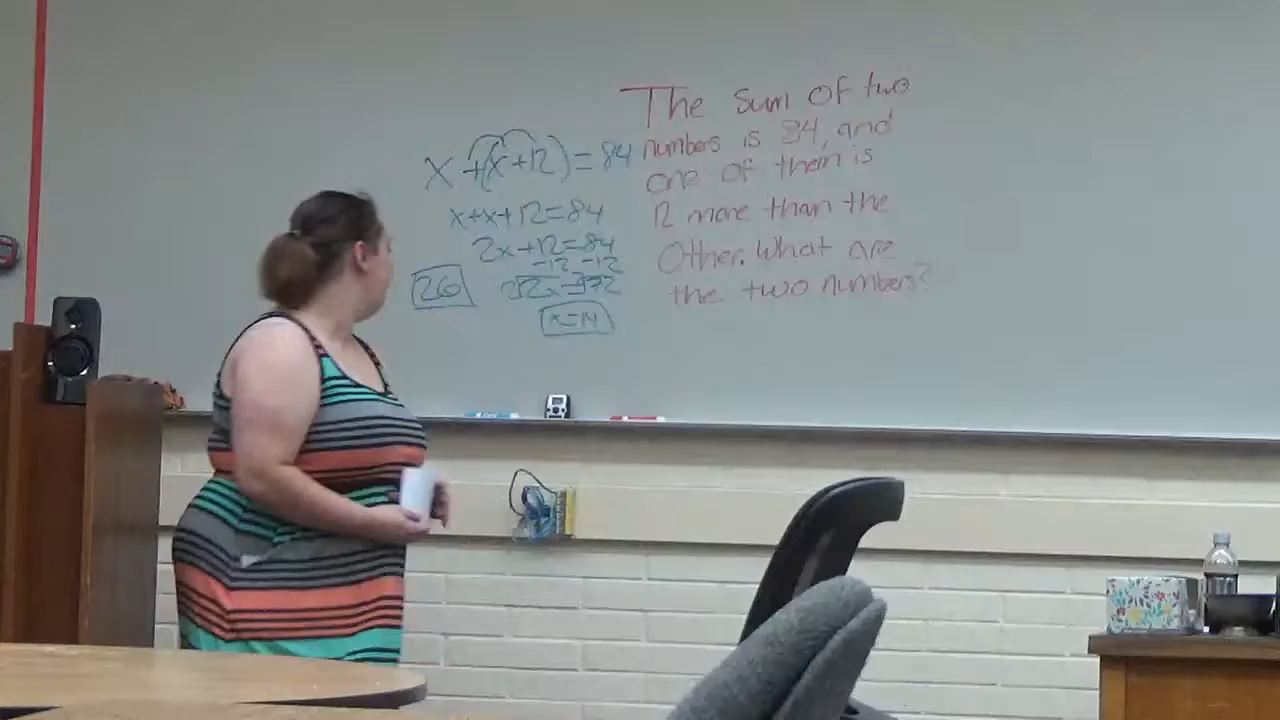 x + (x + 12) = 84
x + x + 12 = 84
2x + 12 = 84
-12 -12
2x = 72
x = 14
26
The sum of two
numbers is 84, and
one of them is
12 more than the
other. What are
the two numbers?